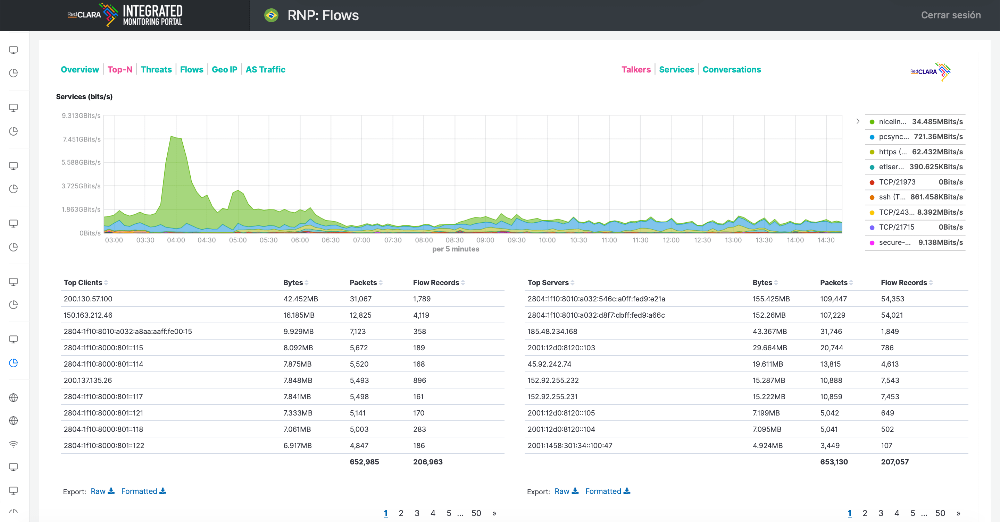 RedCLARA INTEGRATED MONITORING PORTAL
RNP: Flows
Cerrar sesión
Overview Top-N Threats Flows Geo IP AS Traffic
Talkers Services Conversations
RedCLARA
Services (bits/s)
9.313GBits/s
7.451GBits/s
5.588GBits/s
3.725GBits/s
1.863GBits/s
0Bits/s
03:00 03:30 04:00 04:30 05:00 05:30 06:00 06:30 07:00 07:30 08:00 08:30 09:00 09:30 10:00 10:30 11:00 11:30 12:00 12:30 13:00 13:30 14:00 14:30
per 5 minutes
nicelin... 34.485MBits/s
pcsync... 721.36MBits/s
https (... 62.432MBits/s
etlser... 390.625KBits/s
TCP/21973 0Bits/s
ssh (T... 861.458KBits/s
TCP/243... 8.392MBits/s
TCP/21715 0Bits/s
secure-... 9.138MBits/s
Top Clients Bytes Packets Flow Records
200.130.57.100 42.452MB 31,067 1,789
150.163.212.46 16.185MB 12,825 4,119
2804:1f10:8010:a032:a8aa:aaff:fe00:15 9.929MB 7,123 358
2804:1f10:8000:801::115 8.092MB 5,672 189
2804:1f10:8000:801::114 7.875MB 5,520 168
200.137.135.26 7.848MB 5,493 896
2804:1f10:8000:801::117 7.841MB 5,498 161
2804:1f10:8000:801::121 7.333MB 5,141 170
2804:1f10:8000:801::118 7.061MB 5,003 283
2804:1f10:8000:801::122 6.917MB 4,847 186
652,985 206,963
Export: Raw Formatted
1 2 3 4 5 ... 50 »
Top Servers Bytes Packets Flow Records
2804:1f10:8010:a032:546c:a0ff:fed9:e21a 155.425MB 109,447 54,353
2804:1f10:8010:a032:d8f7:dbff:fed9:a66c 152.26MB 107,229 54,021
185.48.234.168 43.367MB 31,746 1,849
2001:12d0:8120::103 29.664MB 20,744 786
45.92.242.74 19.611MB 13,815 4,613
152.92.255.232 15.287MB 10,888 7,543
152.92.255.231 15.222MB 10,859 7,453
2001:12d0:8120::105 7.199MB 5,042 649
2001:12d0:8120::104 7.095MB 5,041 502
2001:1458:301:34::100:47 4.924MB 3,449 107
653,130 207,057
Export: Raw Formatted
1 2 3 4 5 ... 50 »